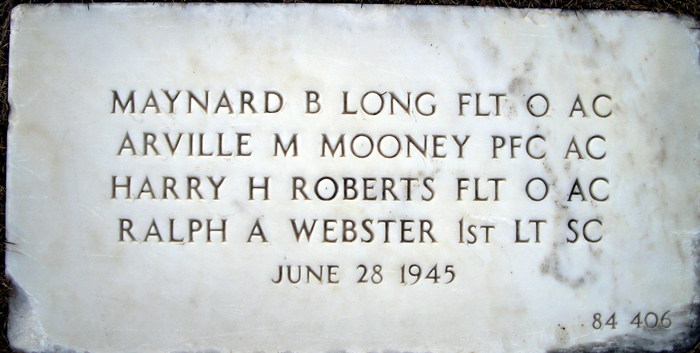 MAYNARD B LONG FLT O AC
ARVILLE M MOONEY PFC AC
HARRY H ROBERTS FLT O AC
RALPH A WEBSTER 1ST LT SC
JUNE 28 1945
84 406